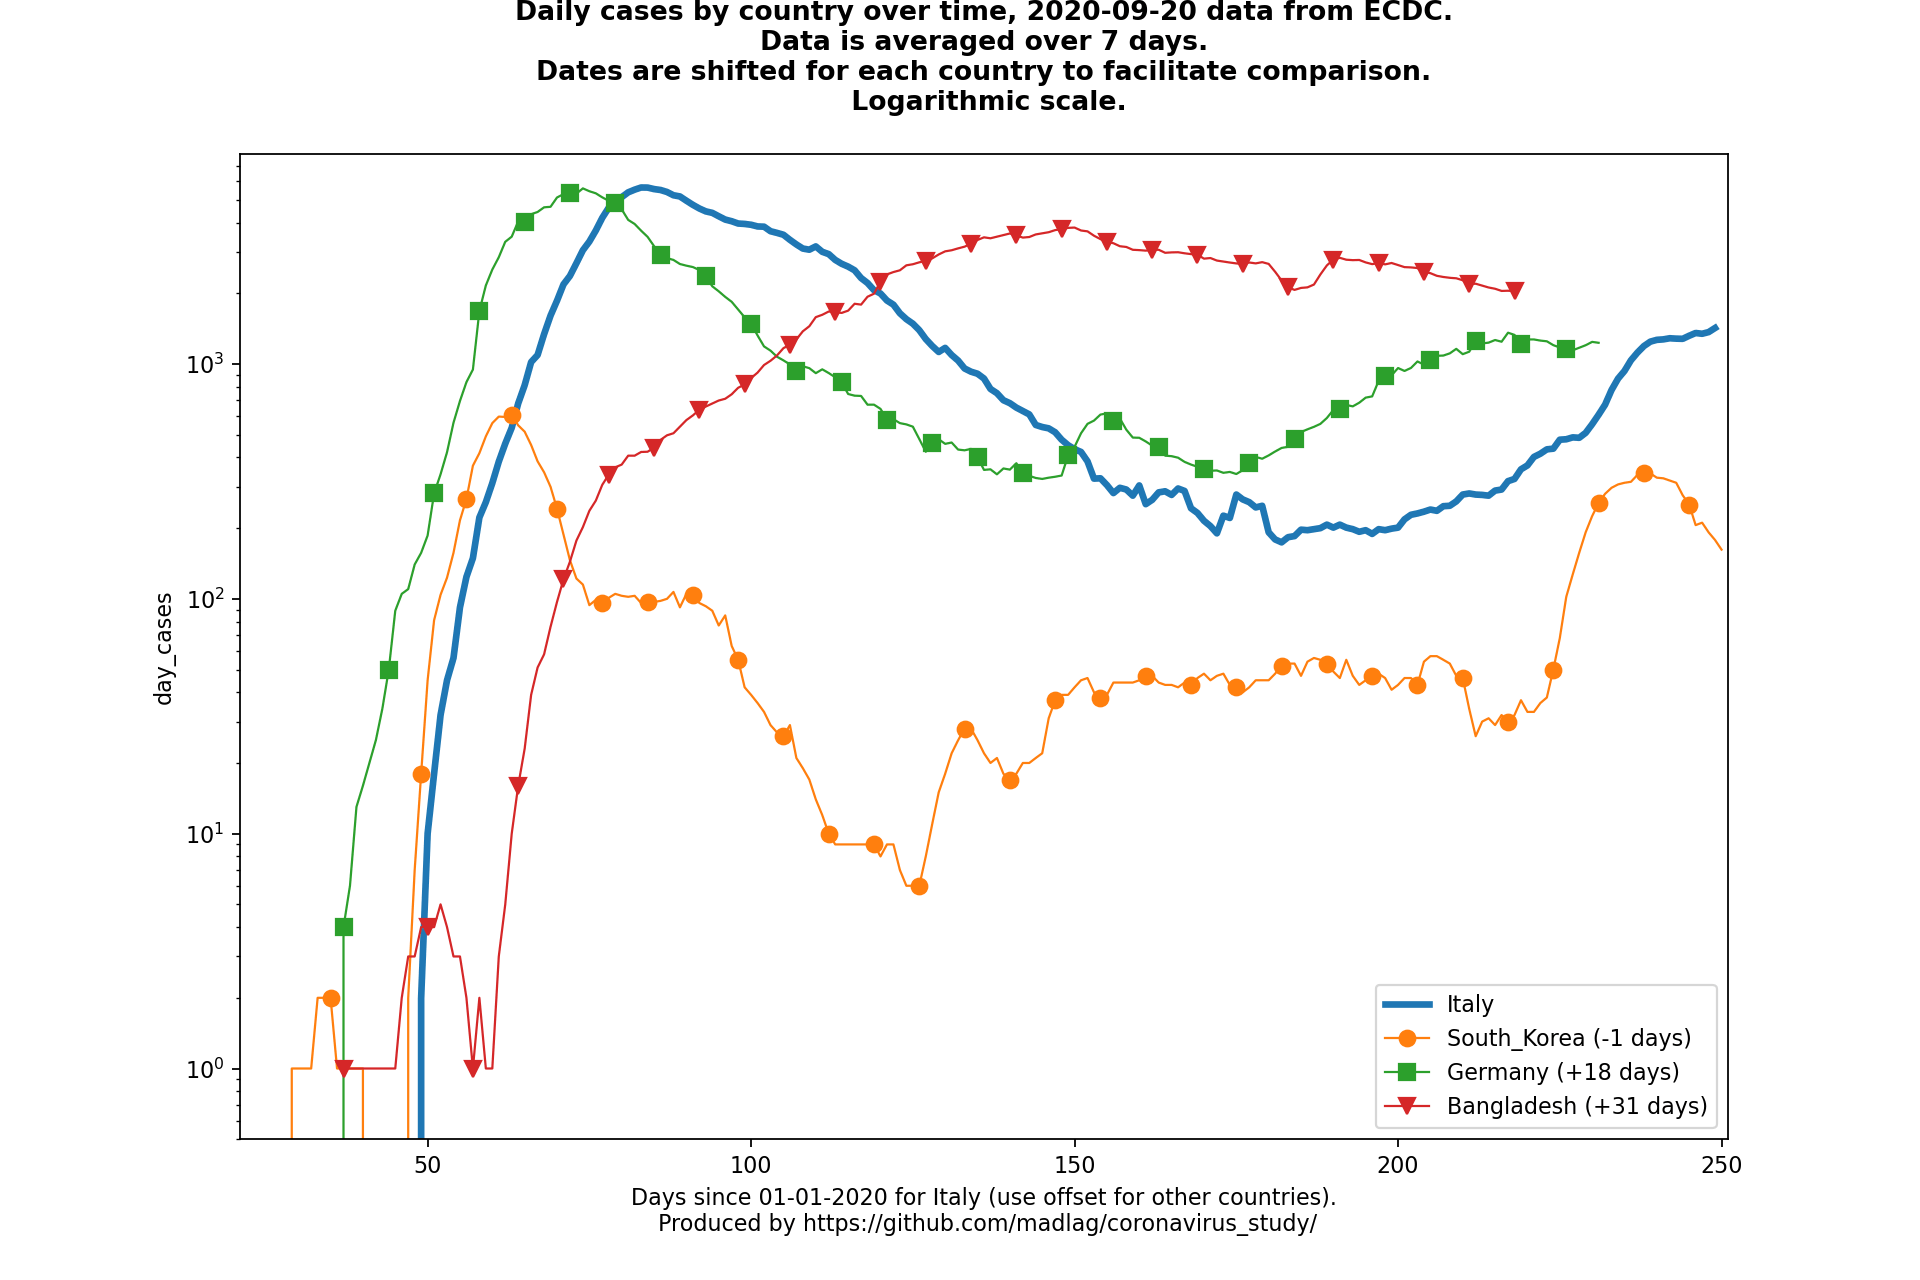 Daily cases by country over time, 2020-09-20 data from ECDC.
Data is averaged over 7 days.
Dates are shifted for each country to facilitate comparison.
Logarithmic scale.
day_cases
10³
10²
10¹
10⁰
Italy
South_Korea (-1 days)
Germany (+18 days)
Bangladesh (+31 days)
50 100 150 200 250
Days since 01-01-2020 for Italy (use offset for other countries).
Produced by https://github.com/madlag/coronavirus_study/